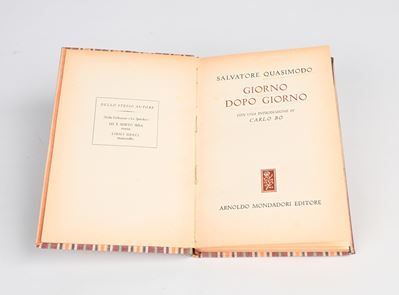 DELLO STESSO AUTORE
ED È SUBITO SERA
LIRICI GRECI
SALVATORE QUASIMODO
GIORNO
DOPO GIORNO
CON UNA INTRODUZIONE DI
CARLO BO
ARNOLDO MONDADORI EDITORE